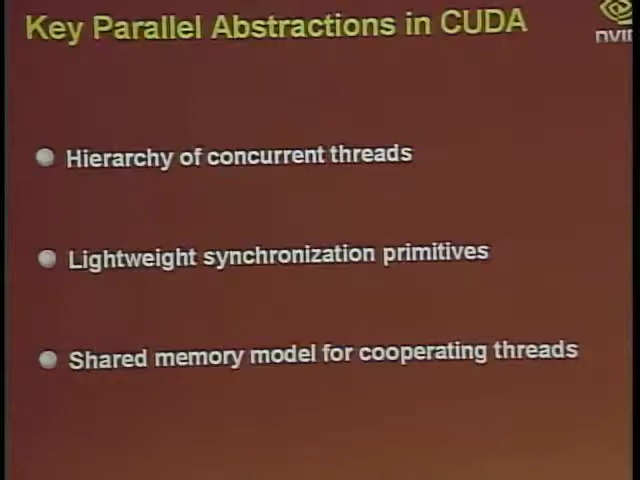 Key Parallel Abstractions in CUDA
Hierarchy of concurrent threads
Lightweight synchronization primitives
Shared memory model for cooperating threads